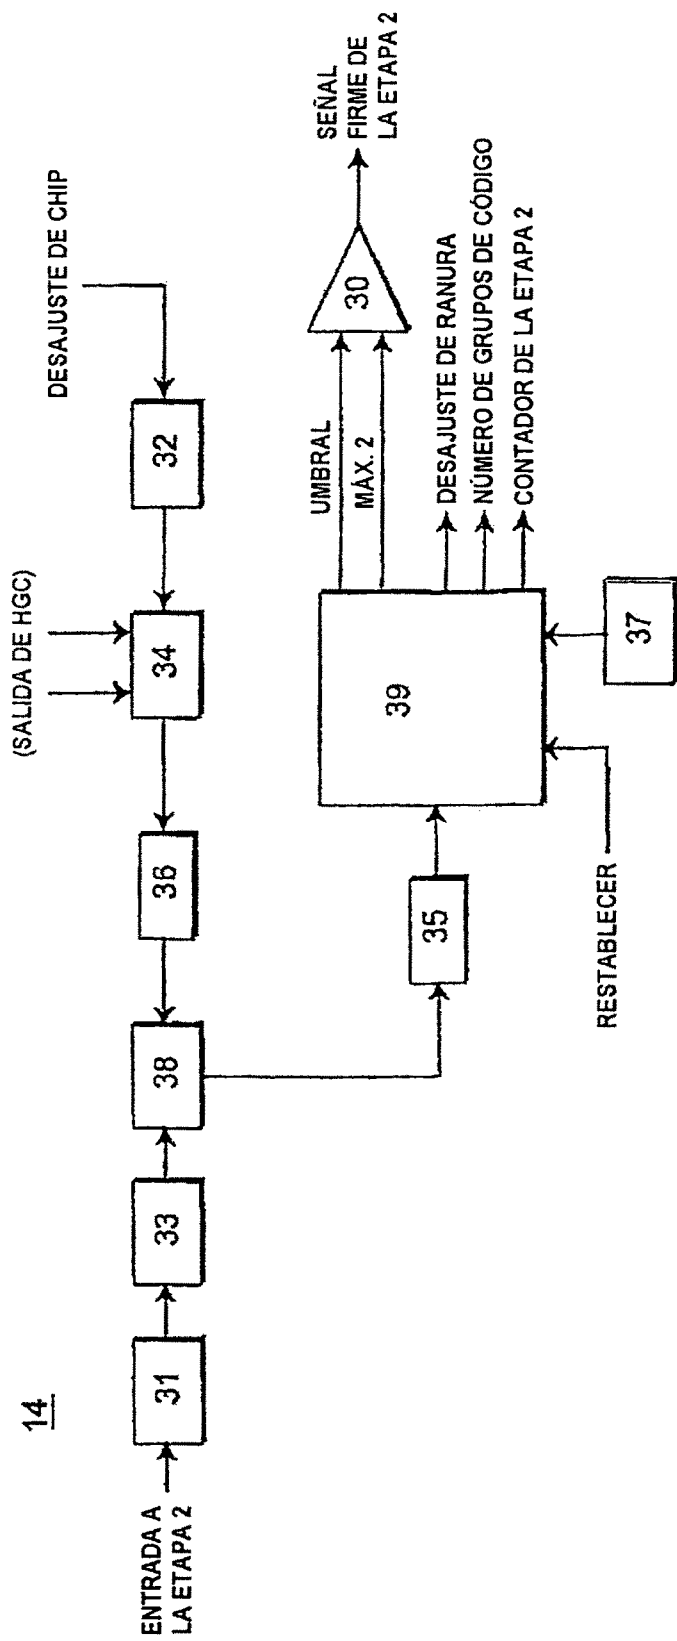 14
ENTRADA A
LA ETAPA 2
31
33
38
36
34
32
(SALIDA DE HGC)
DESAJUSTE DE CHIP
35
39
37
RESTABLECER
UMBRAL
MÁX. 2
30
SEÑAL
FIRME DE
LA ETAPA 2
DESAJUSTE DE RANURA
NÚMERO DE GRUPOS DE CÓDIGO
CONTADOR DE LA ETAPA 2